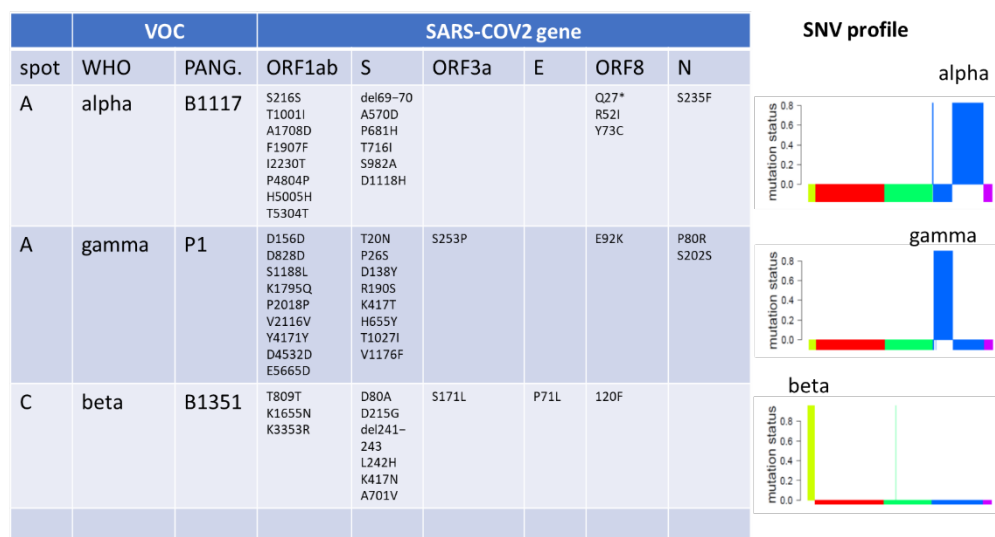 VOC SARS-COV2 gene SNV profile
spot WHO PANG. ORF1ab S ORF3a E ORF8 N
A alpha B1117
S216S
T1001I
A1708D
F1907F
I2230T
P4804P
H5005H
T5304T
del69–70
A570D
P681H
T716I
S982A
D1118H
Q27*
R52I
Y73C
S235F
alpha
mutation status
0.8
0.6
0.4
0.2
0.0
A gamma P1
D156D
D828D
S1188L
K1795Q
P2018P
V2116V
Y4171Y
D4532D
E5665D
T20N
P26S
D138Y
R190S
K417T
H655Y
T1027I
V1176F
S253P
E92K
P80R
S202S
gamma
mutation status
0.8
0.6
0.4
0.2
0.0
C beta B1351
T809T
K1655N
K3353R
D80A
D215G
del241–
243
L242H
K417N
A701V
S171L
P71L
120F
beta
mutation status
0.8
0.6
0.4
0.2
0.0